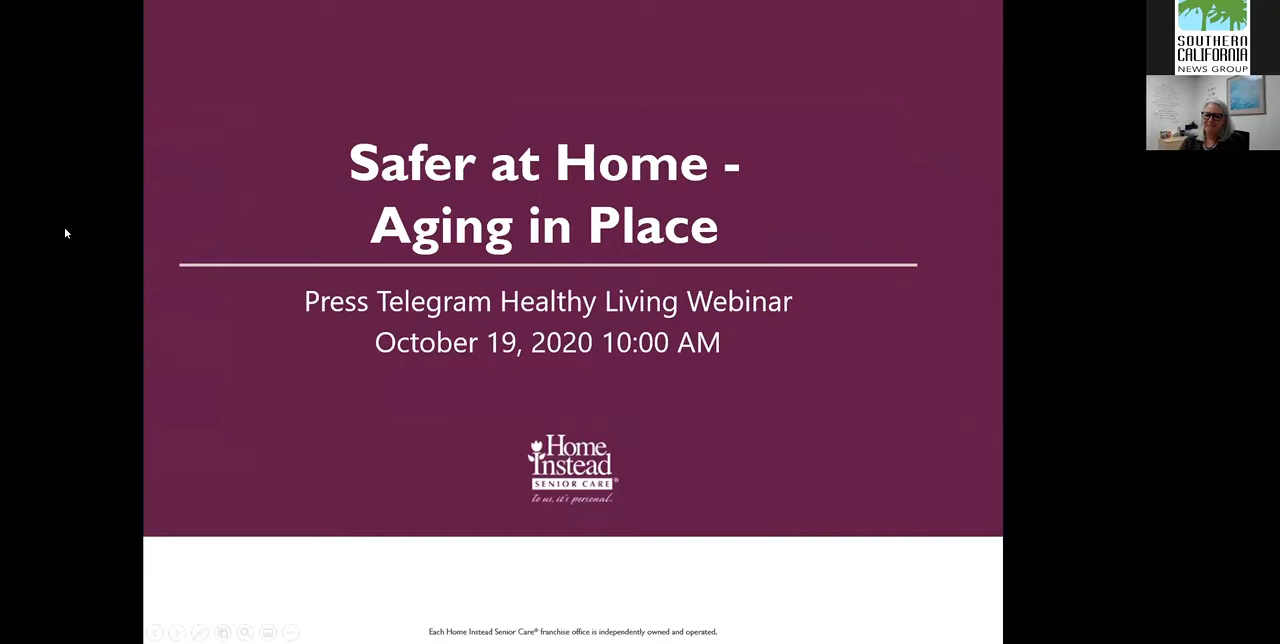 Safer at Home -
Aging in Place
Press Telegram Healthy Living Webinar
October 19, 2020 10:00 AM
Home
Instead
SENIOR CARE®
To us, it's personal.
Each Home Instead Senior Care® franchise office is independently owned and operated.
SOUTHERN
CALIFORNIA
NEWS GROUP